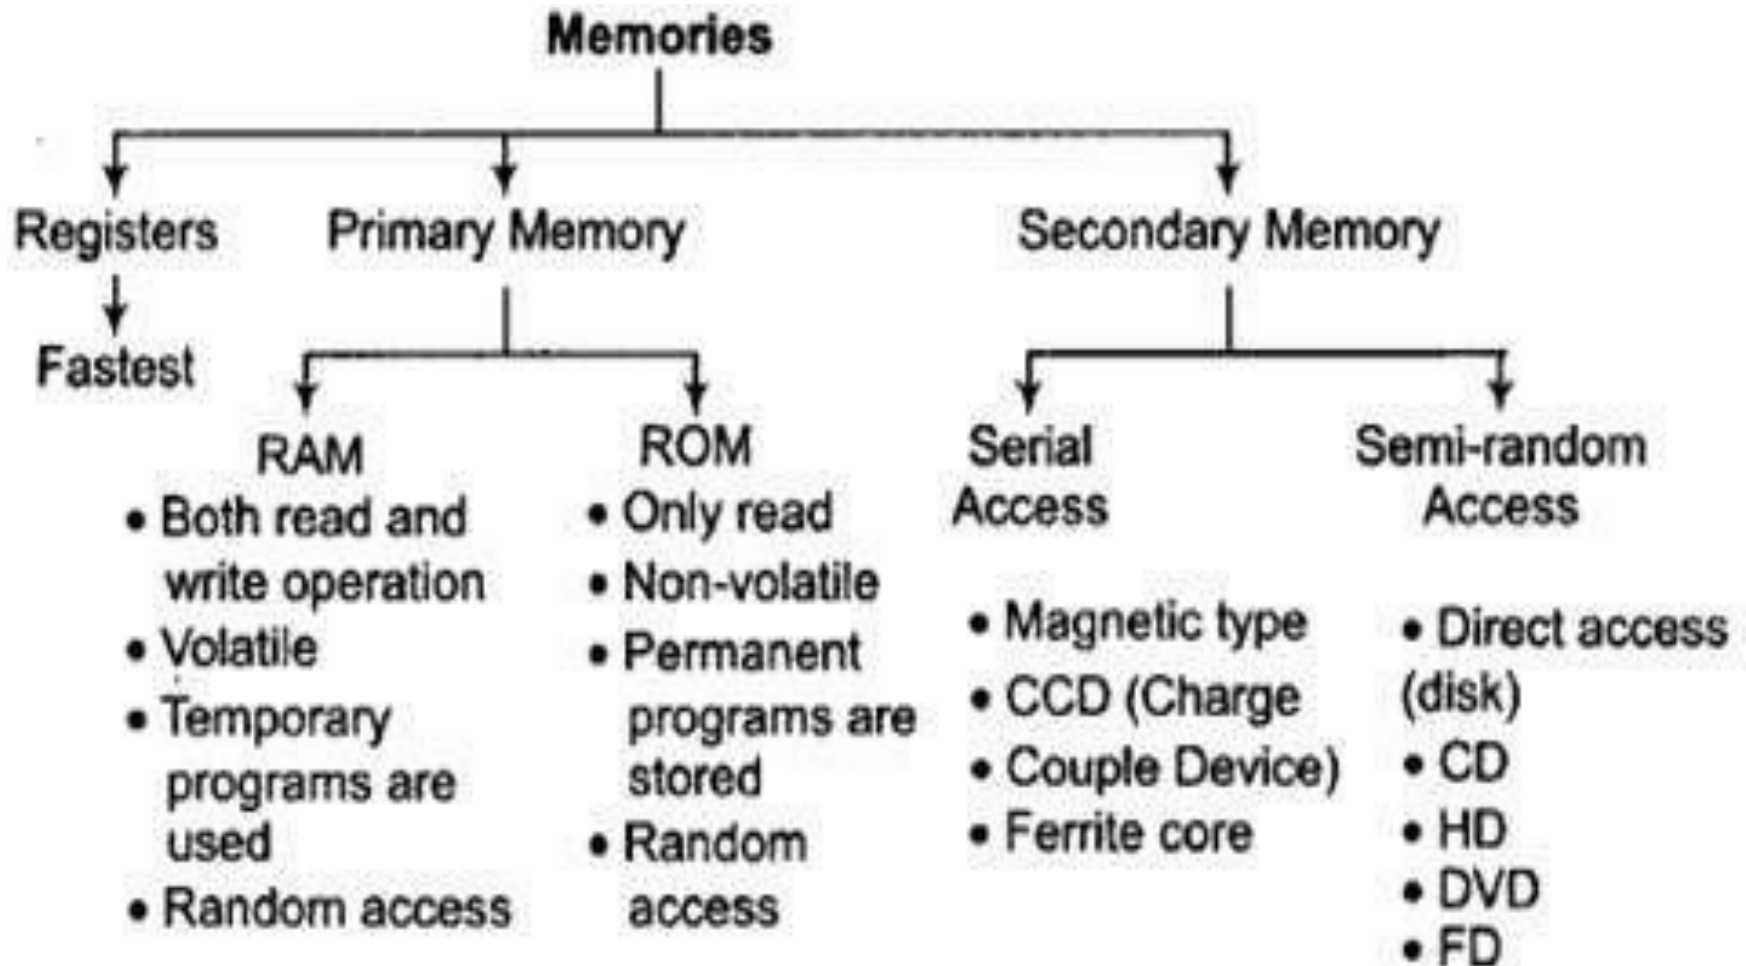 Memories
Registers
Primary Memory
Secondary Memory
Fastest
RAM
• Both read and
write operation
• Volatile
• Temporary
programs are
used
• Random access
ROM
• Only read
• Non-volatile
• Permanent
programs are
stored
• Random
access
Serial
Access
• Magnetic type
• CCD (Charge
• Couple Device)
• Ferrite core
Semi-random
Access
• Direct access
(disk)
• CD
• HD
• DVD
• FD